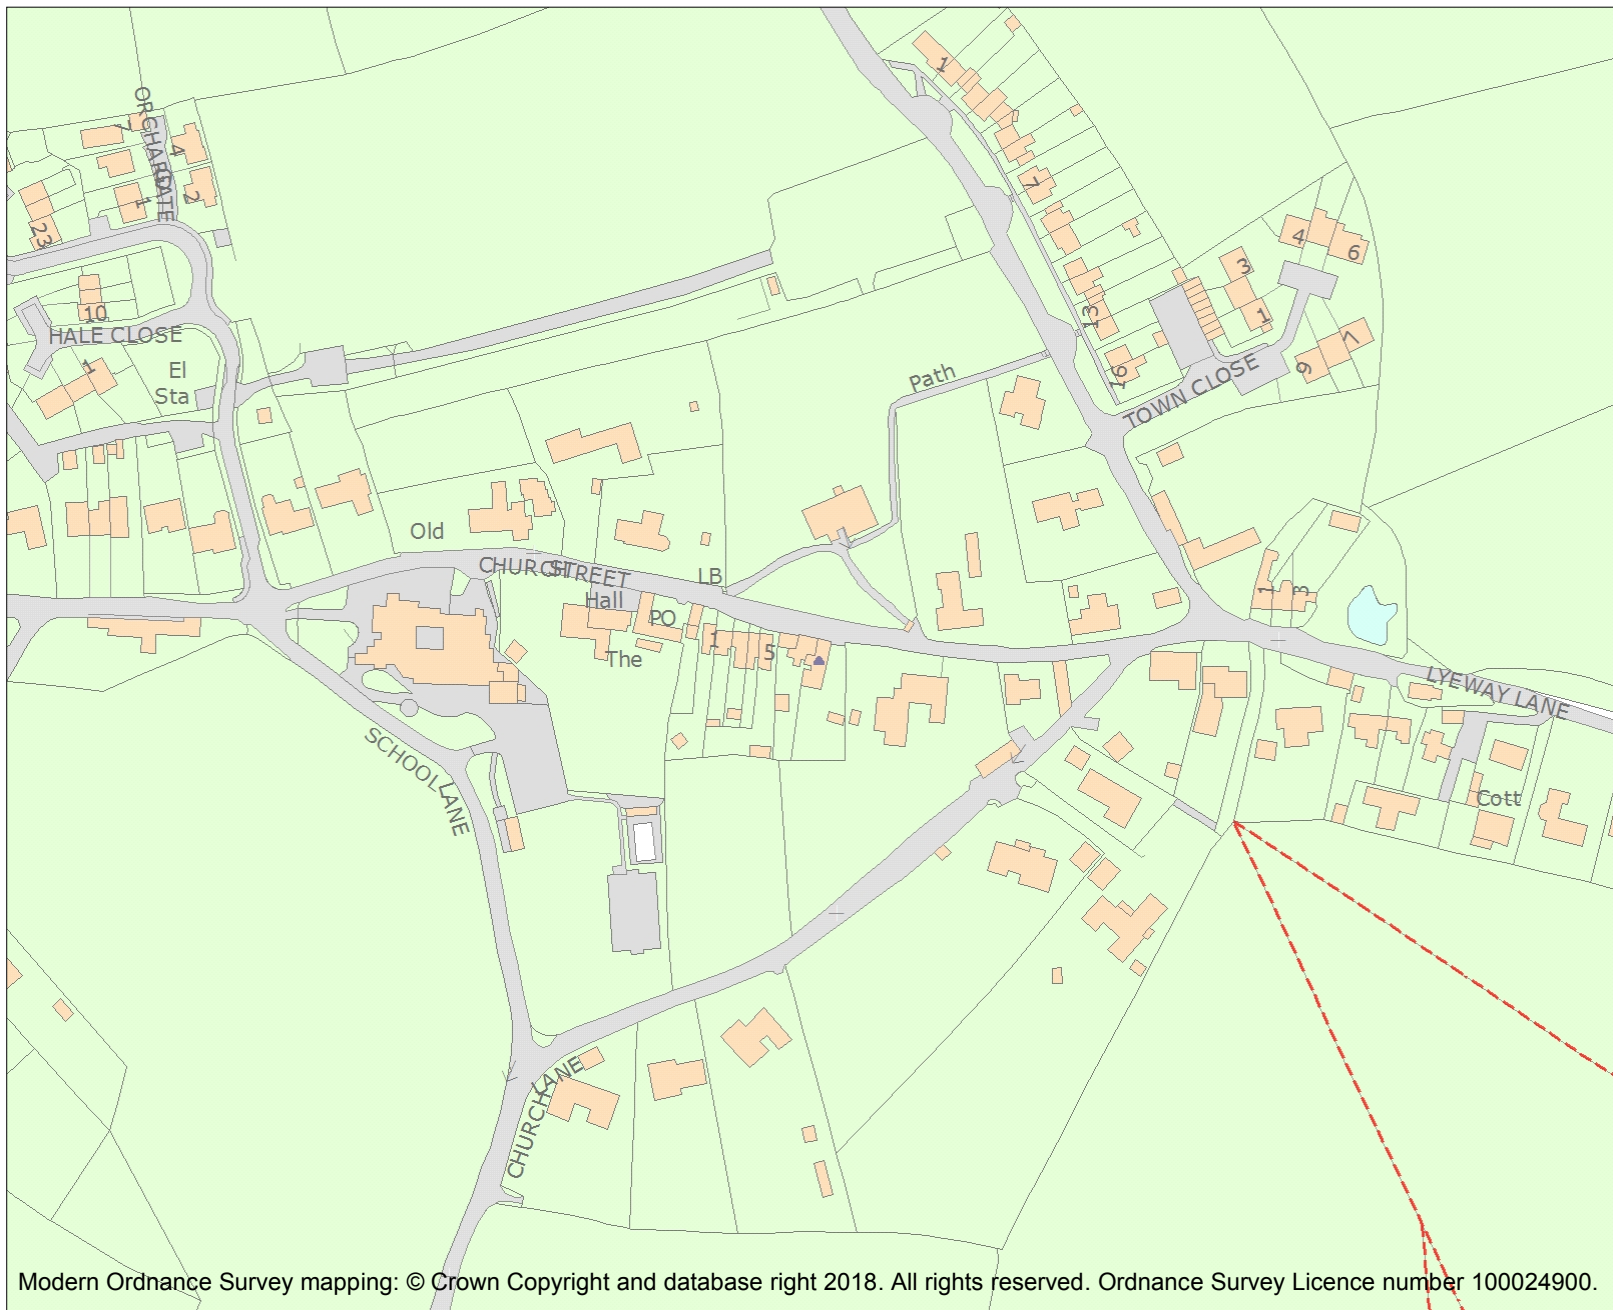 1
ORCHARD
GATE
7
4
1
2
23
7
4
6
3
1
10
HALE CLOSE
13
7
1
El
Sta
9
16
Path
TOWN CLOSE
Old
CHURCH
STREET
LB
Hall
PO
1
3
1
5
The
LYEWAY LANE
SCHOOL
LANE
Cott
LANE
CHURCH
Modern Ordnance Survey mapping: © Crown Copyright and database right 2018. All rights reserved. Ordnance Survey Licence number 100024900.